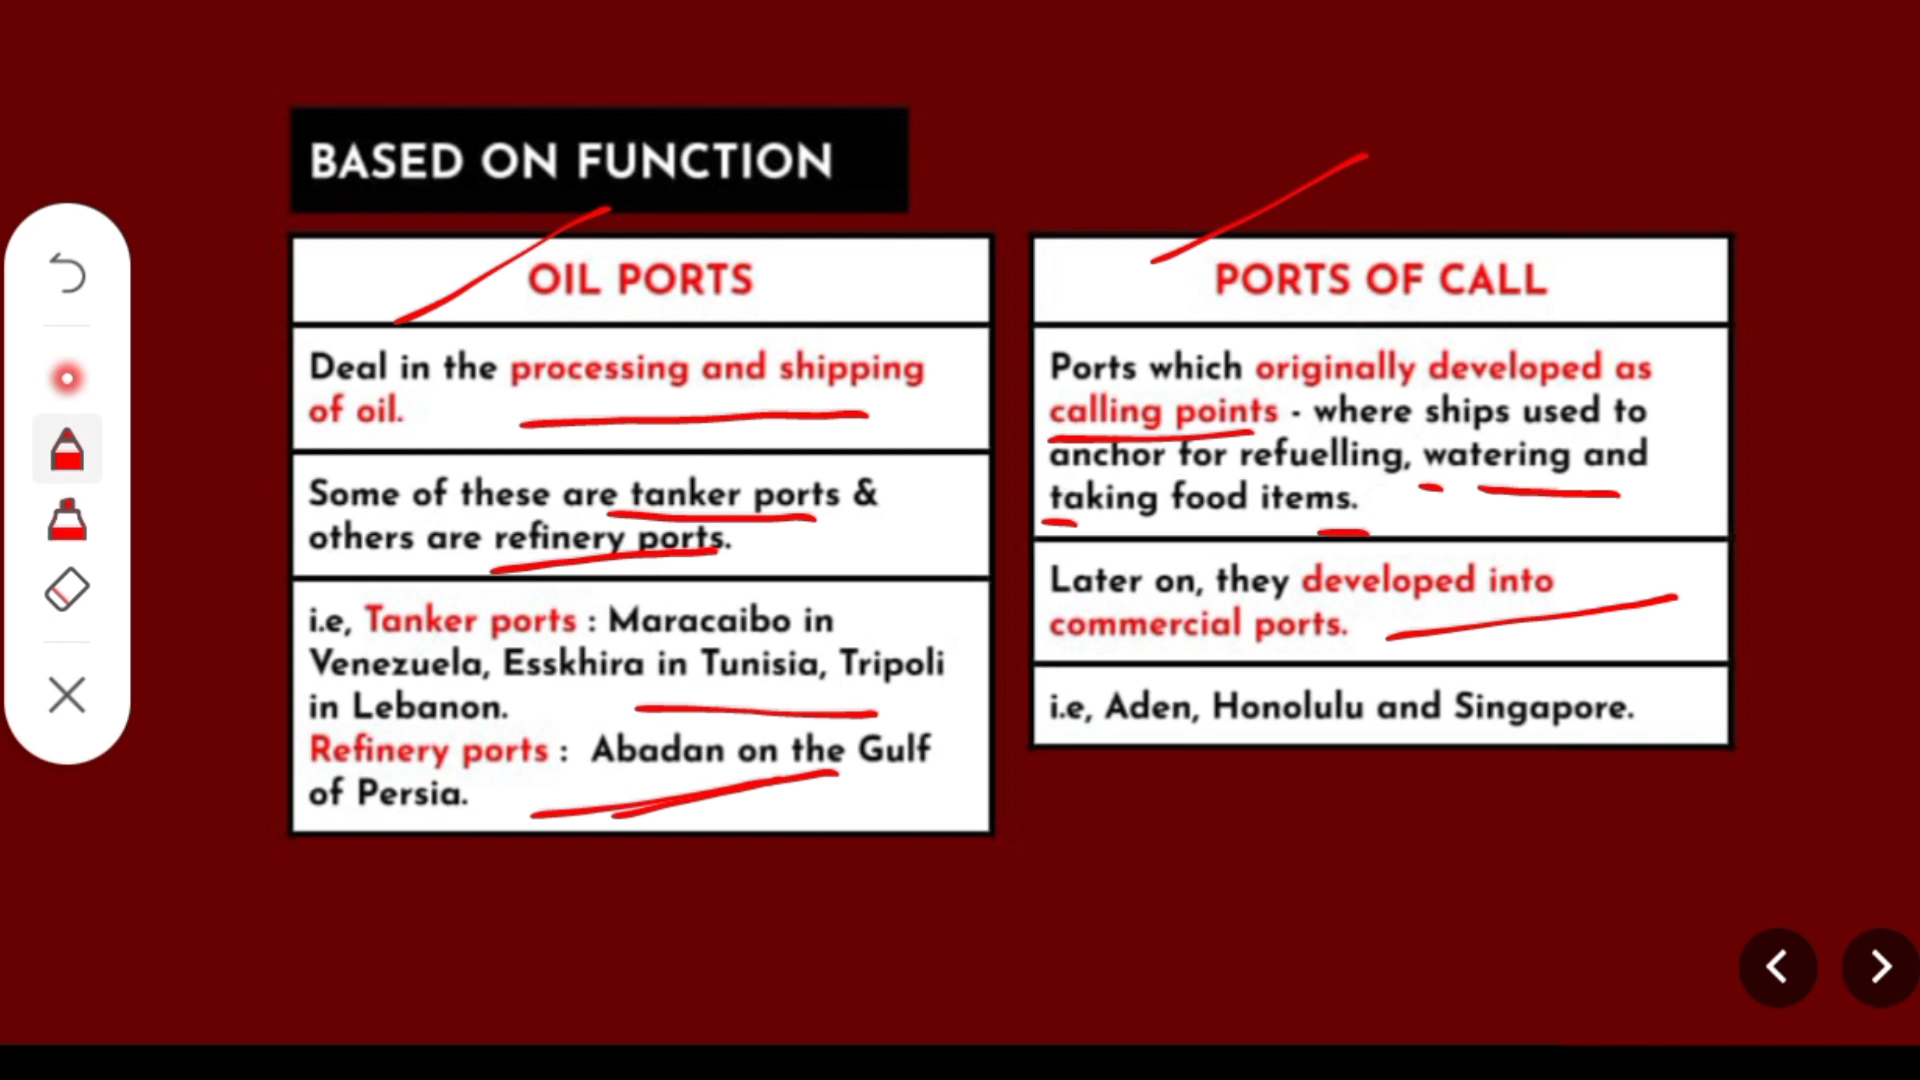 BASED ON FUNCTION
OIL PORTS
Deal in the processing and shipping
of oil.
Some of these are tanker ports &
others are refinery ports.
i.e, Tanker ports : Maracaibo in
Venezuela, Esskhira in Tunisia, Tripoli
in Lebanon.
Refinery ports : Abadan on the Gulf
of Persia.
PORTS OF CALL
Ports which originally developed as
calling points - where ships used to
anchor for refuelling, watering and
taking food items.
Later on, they developed into
commercial ports.
i.e, Aden, Honolulu and Singapore.